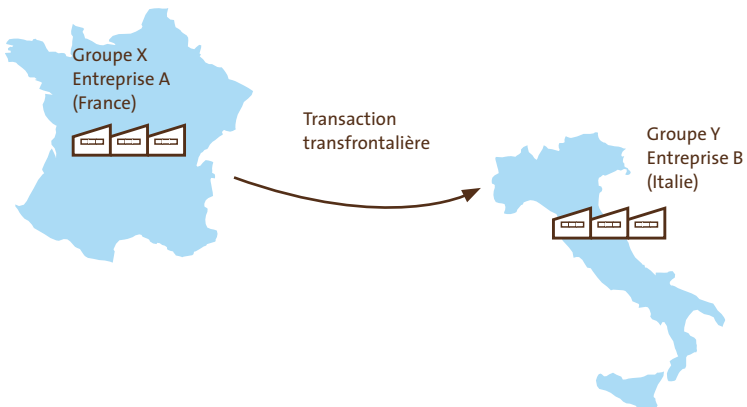 Groupe X
Entreprise A
(France)
Transaction
transfrontalière
Groupe Y
Entreprise B
(Italie)